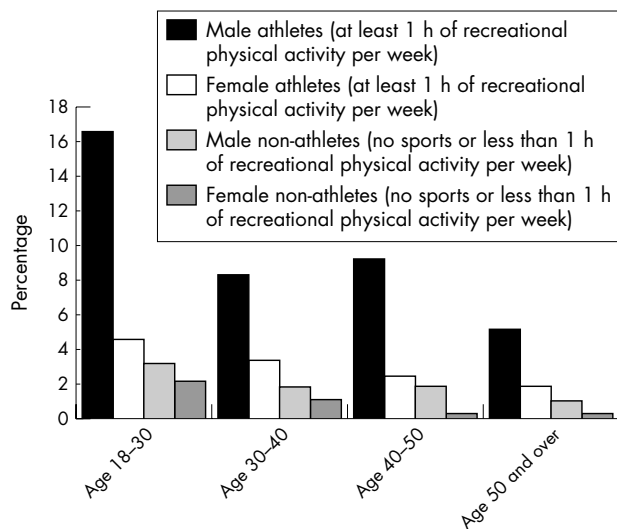 Male athletes (at least 1 h of recreational
physical activity per week)
Female athletes (at least 1 h of recreational
physical activity per week)
Male non-athletes (no sports or less than 1 h
of recreational physical activity per week)
Female non-athletes (no sports or less than 1 h
of recreational physical activity per week)
Percentage
18
16
14
12
10
8
6
4
2
0
Age 18–30
Age 30–40
Age 40–50
Age 50 and over